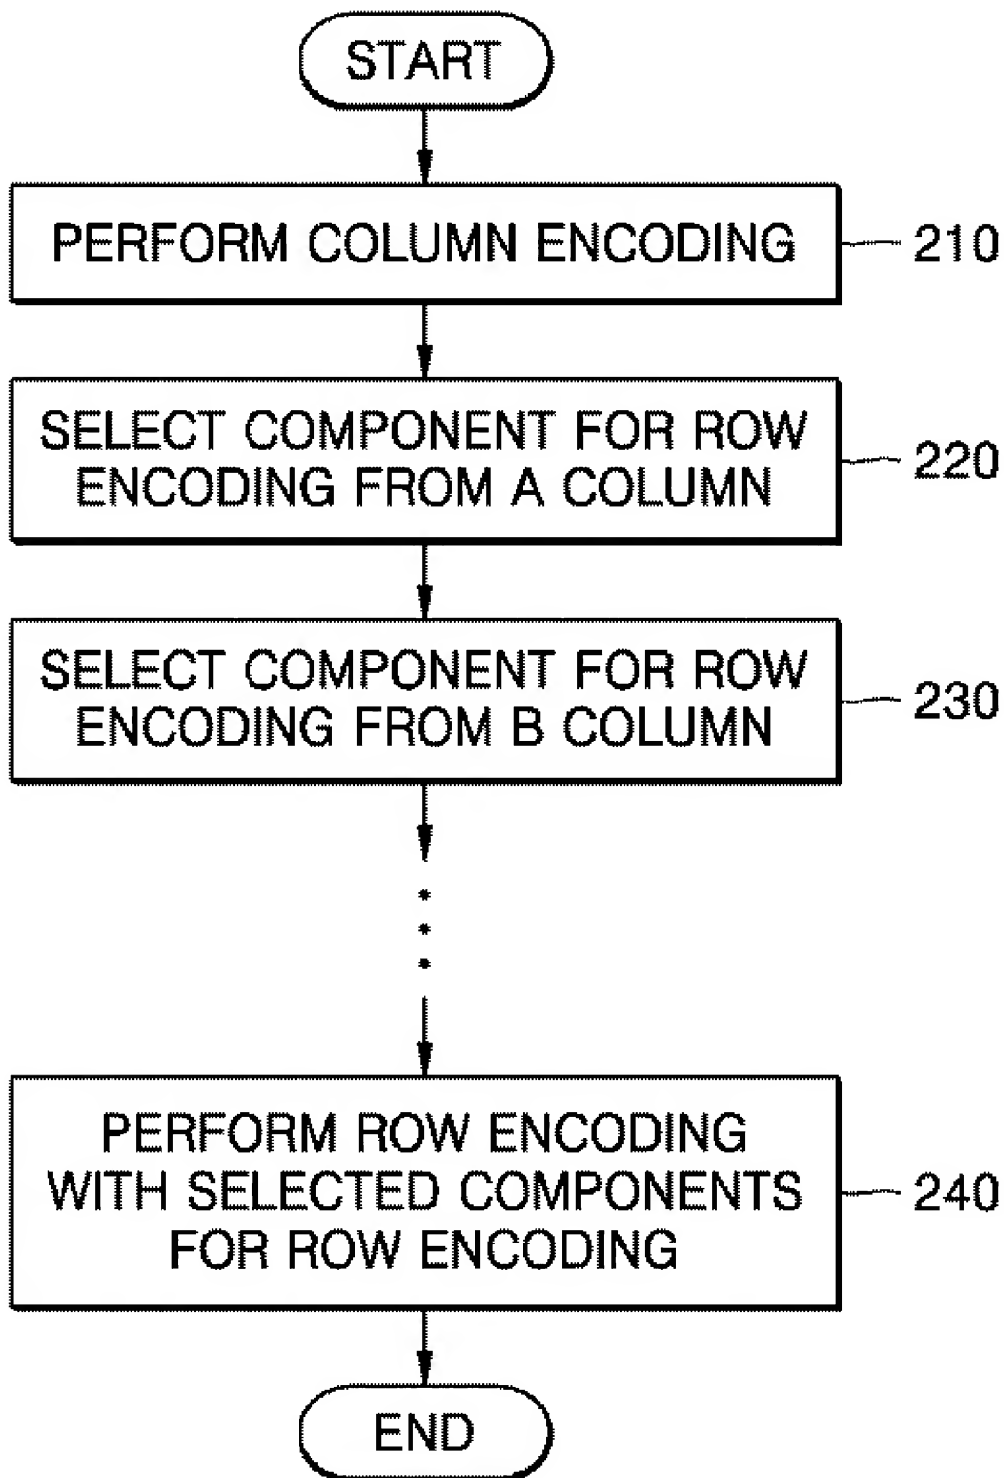 START
PERFORM COLUMN ENCODING
210
SELECT COMPONENT FOR ROW
ENCODING FROM A COLUMN
220
SELECT COMPONENT FOR ROW
ENCODING FROM B COLUMN
230
PERFORM ROW ENCODING
WITH SELECTED COMPONENTS
FOR ROW ENCODING
240
END